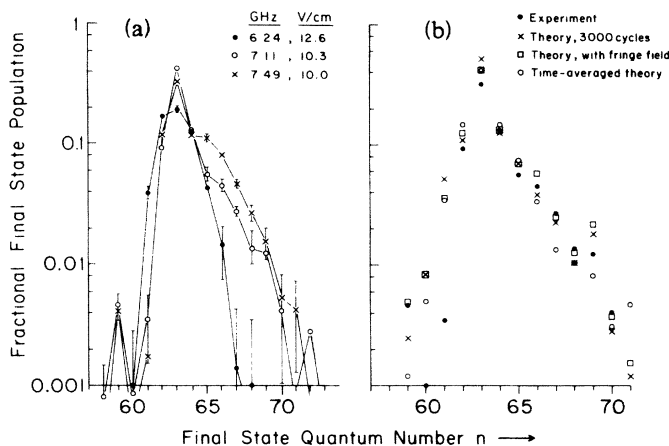 (a)
GHz V/cm
• 6.24 , 12.6
○ 7.11 , 10.3
× 7.49 , 10.0
(b)
• Experiment
× Theory, 3000 cycles
□ Theory, with fringe field
○ Time-averaged theory
Fractional Final State Population
1
0.1
0.01
0.001
60 65 70
60 65 70
Final State Quantum Number n →